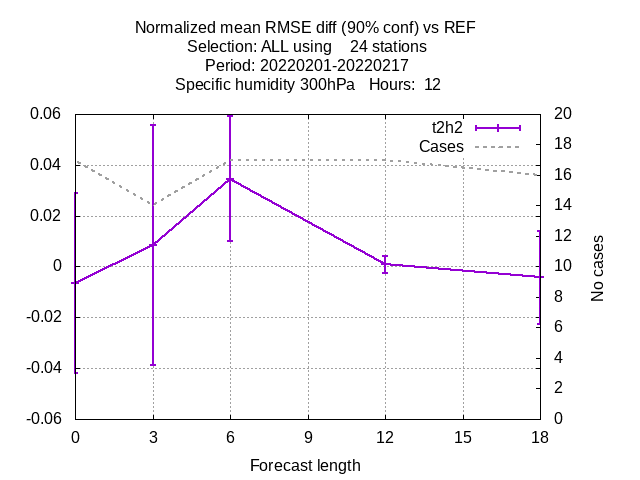 Normalized mean RMSE diff (90% conf) vs REF
Selection: ALL using    24 stations
Period: 20220201-20220217
Specific humidity 300hPa   Hours:  12
0.06
0.04
0.02
0
-0.02
-0.04
-0.06
20
18
16
14
12
10
8
6
4
2
0
t2h2
Cases
No cases
0 3 6 9 12 15 18
Forecast length